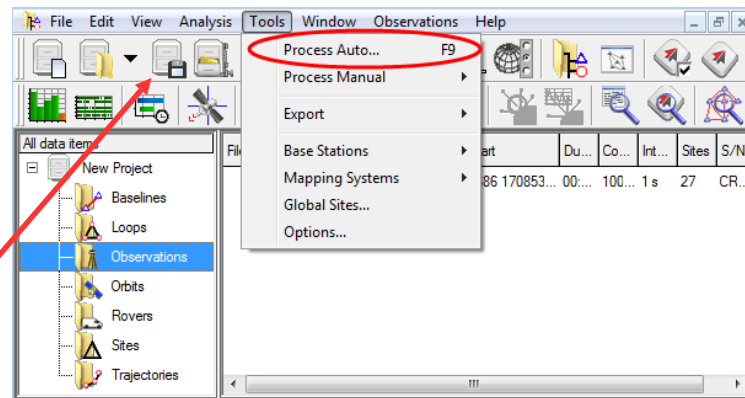 File Edit View Analysis Tools Window Observations Help
Process Auto... F9
Process Manual
Export
Base Stations
Mapping Systems
Global Sites...
Options...
All data items
Du... Co... Int... Sites S/N
New Project
86 170853... 00:... 100... 1 s 27 CR...
Baselines
Loops
Observations
Orbits
Rovers
Sites
Trajectories